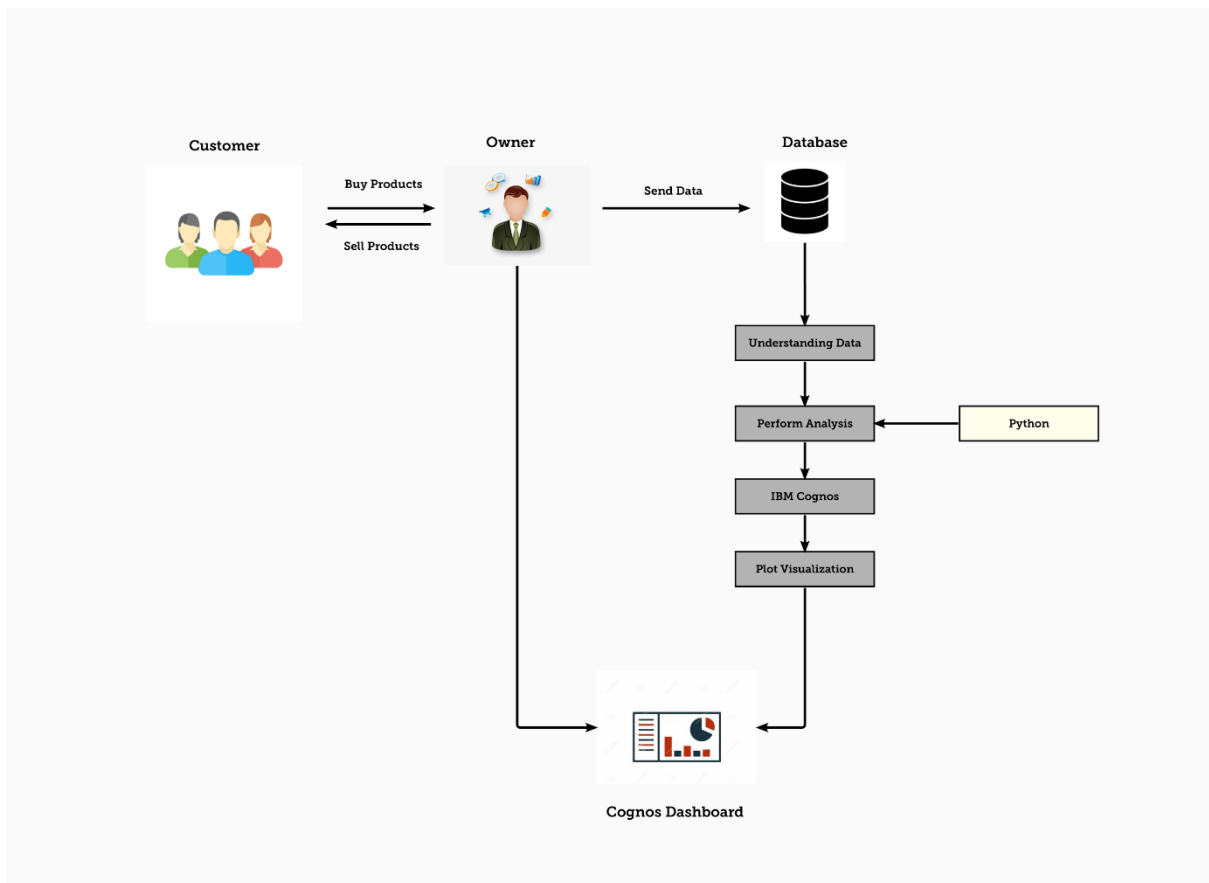 Customer
Owner
Database
Buy Products
Send Data
Sell Products
Understanding Data
Perform Analysis
Python
IBM Cognos
Plot Visualization
Cognos Dashboard